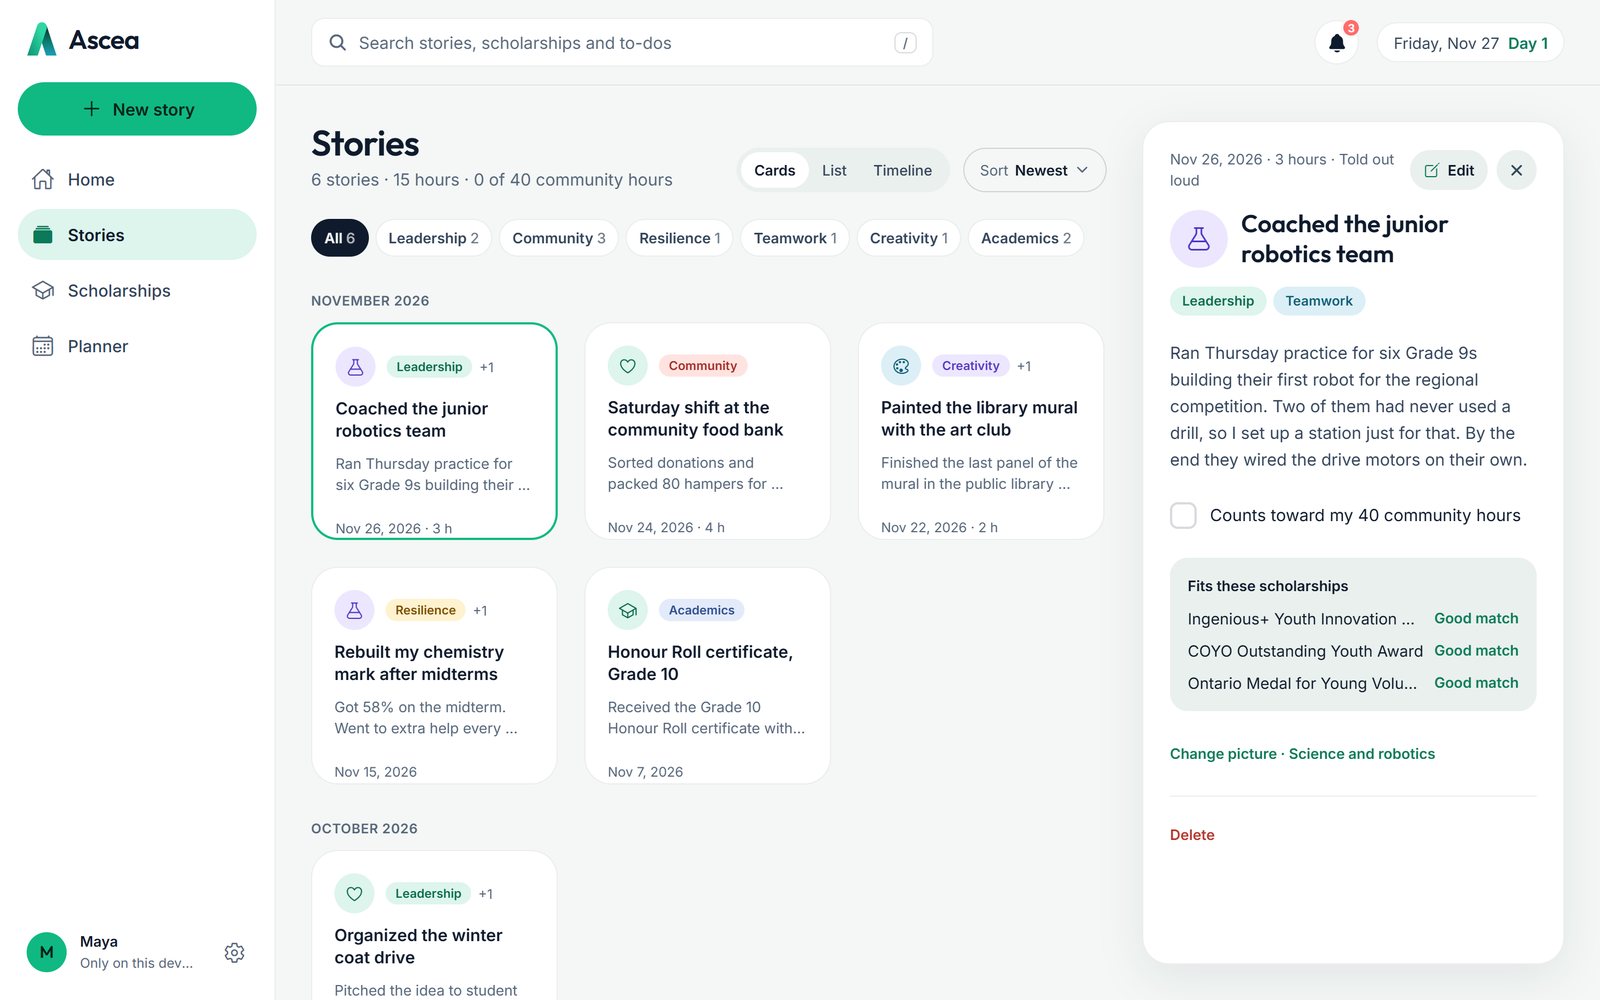 Ascea
New story
Home
Stories
Scholarships
Planner
M
Maya
Only on this dev...
Search stories, scholarships and to-dos
/
3
Friday, Nov 27 Day 1
Stories
6 stories · 15 hours · 0 of 40 community hours
Cards
List
Timeline
Sort Newest
All 6
Leadership 2
Community 3
Resilience 1
Teamwork 1
Creativity 1
Academics 2
NOVEMBER 2026
Leadership +1
Coached the junior
robotics team
Ran Thursday practice for
six Grade 9s building their ...
Nov 26, 2026 · 3 h
Community
Saturday shift at the
community food bank
Sorted donations and
packed 80 hampers for ...
Nov 24, 2026 · 4 h
Creativity +1
Painted the library mural
with the art club
Finished the last panel of the
mural in the public library ...
Nov 22, 2026 · 2 h
Resilience +1
Rebuilt my chemistry
mark after midterms
Got 58% on the midterm.
Went to extra help every ...
Nov 15, 2026
Academics
Honour Roll certificate,
Grade 10
Received the Grade 10
Honour Roll certificate with...
Nov 7, 2026
OCTOBER 2026
Leadership +1
Organized the winter
coat drive
Pitched the idea to student
Nov 26, 2026 · 3 hours · Told out
loud
Edit
Coached the junior
robotics team
Leadership
Teamwork
Ran Thursday practice for six Grade 9s
building their first robot for the regional
competition. Two of them had never used a
drill, so I set up a station just for that. By the
end they wired the drive motors on their own.
Counts toward my 40 community hours
Fits these scholarships
Ingenious+ Youth Innovation ... Good match
COYO Outstanding Youth Award Good match
Ontario Medal for Young Volu... Good match
Change picture · Science and robotics
Delete